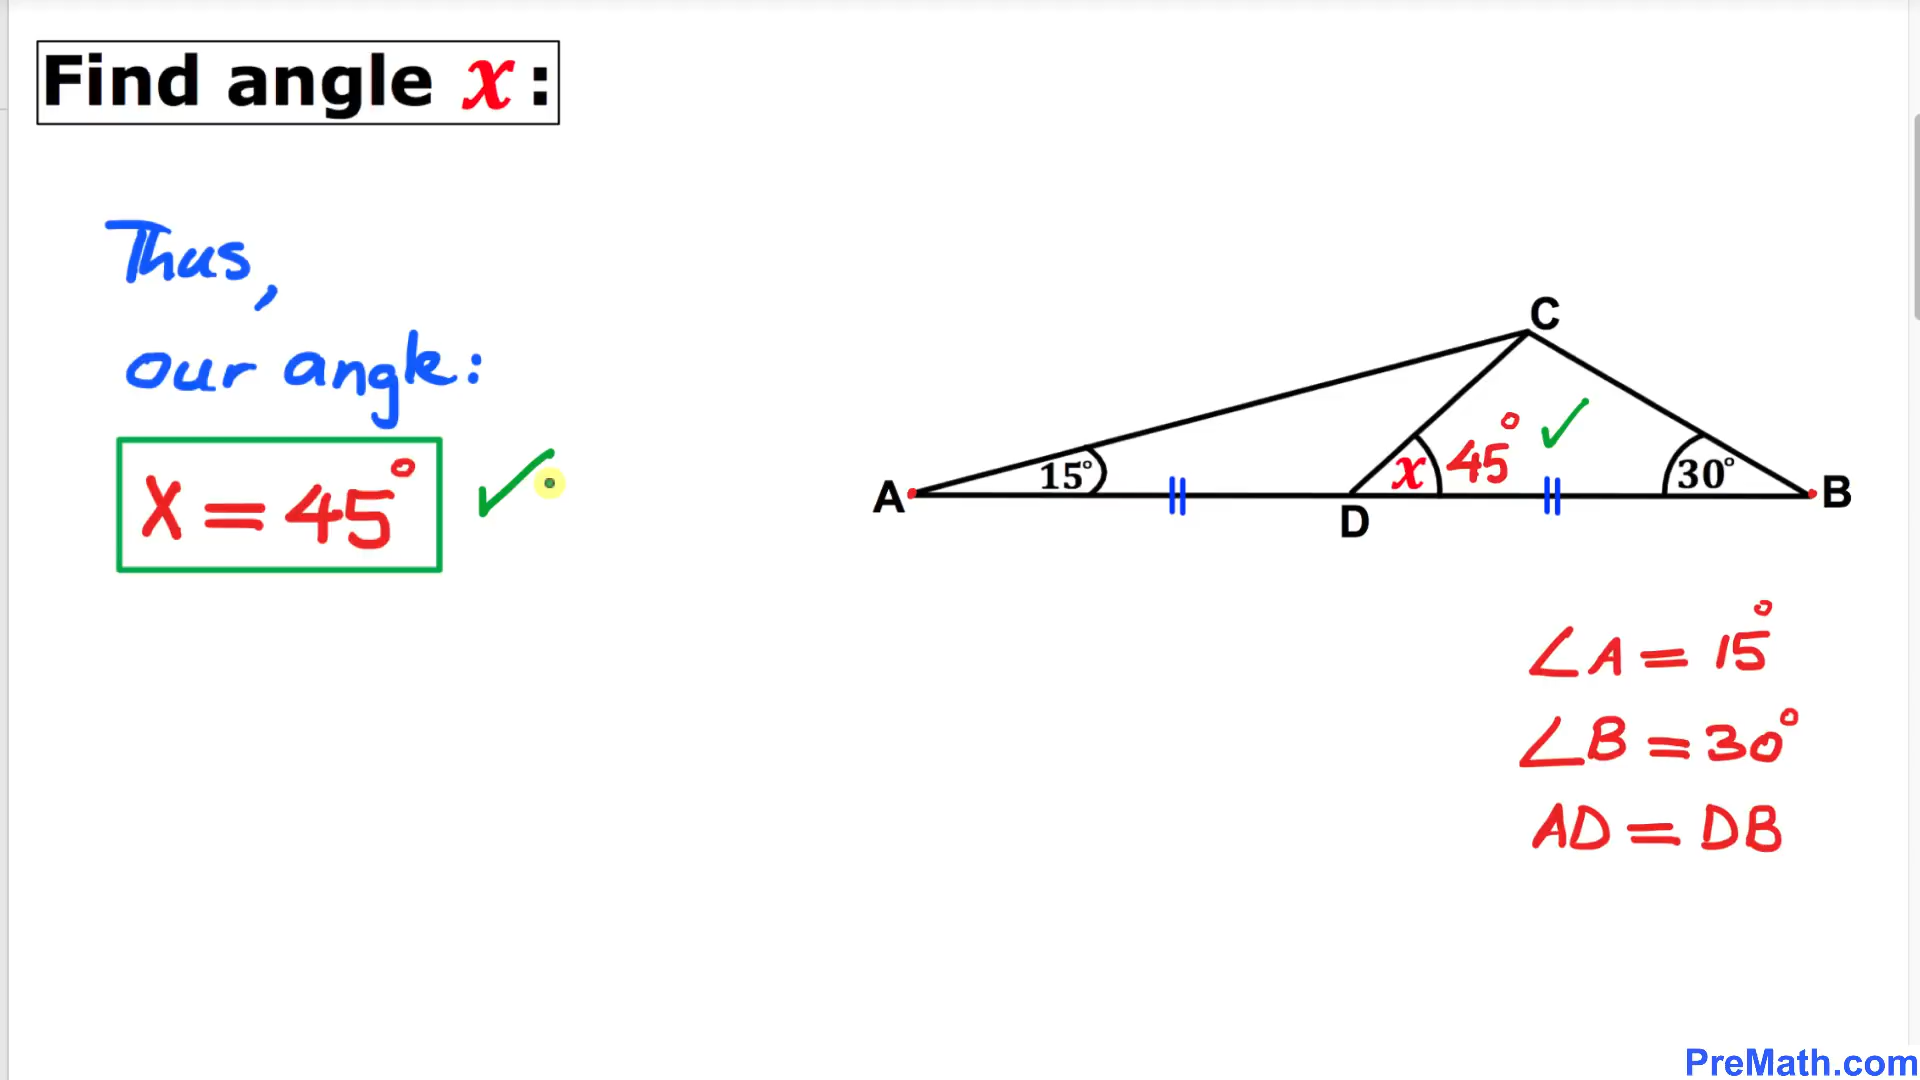 Find angle x:
Thus,
our angle:
X = 45°
C
45° ✓
15°
x
30°
A
D
B
∠A = 15°
∠B = 30°
AD = DB
PreMath.com